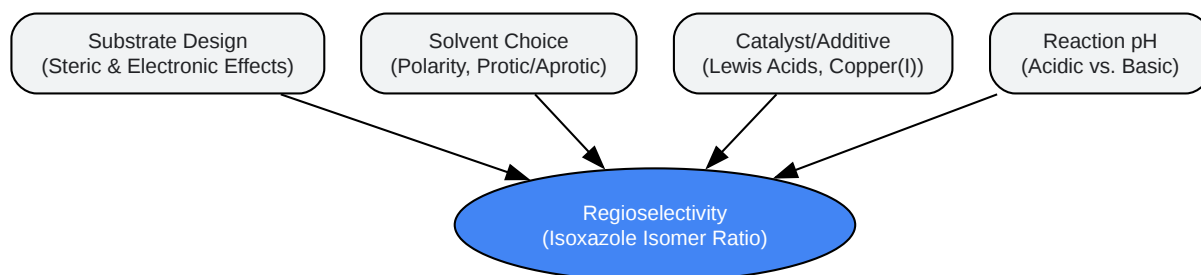 Substrate Design
(Steric & Electronic Effects)
Solvent Choice
(Polarity, Protic/Aprotic)
Catalyst/Additive
(Lewis Acids, Copper(I))
Reaction pH
(Acidic vs. Basic)
Regioselectivity
(Isoxazole Isomer Ratio)